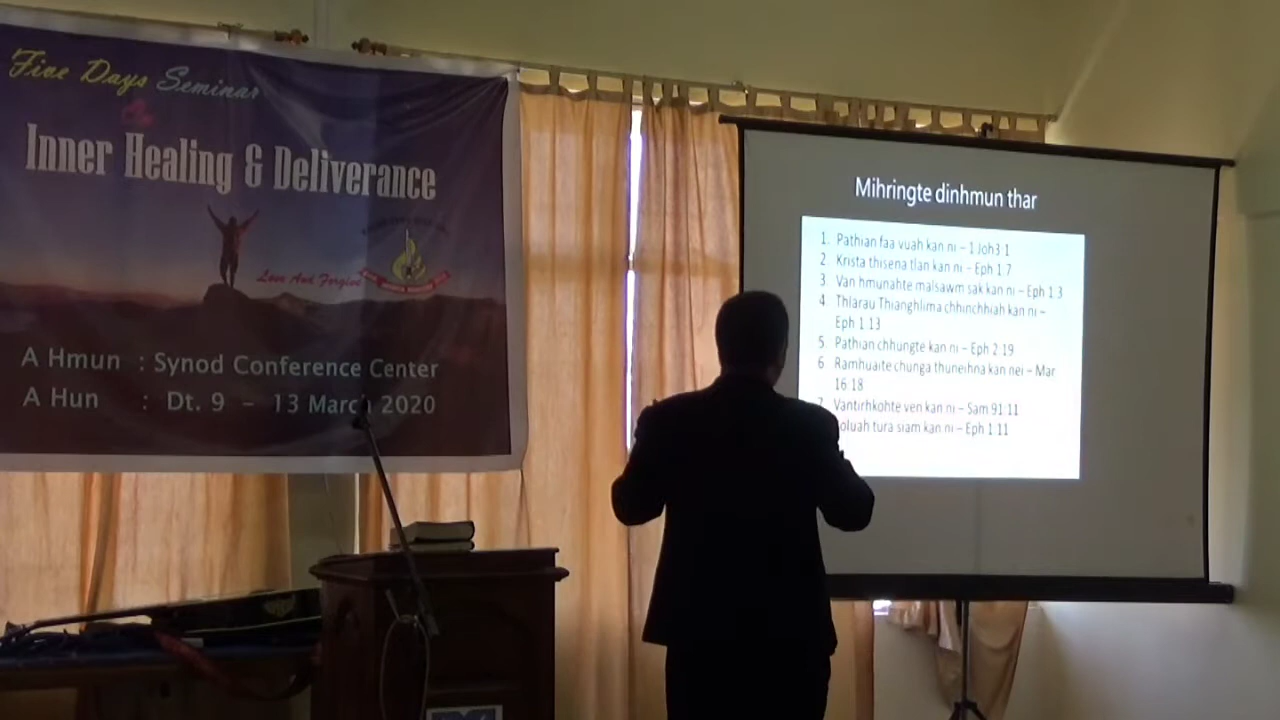 Five Days Seminar
Inner Healing & Deliverance
Love And Forgive
A Hmun : Synod Conference Center
A Hun : Dt. 9 – 13 March 2020
Mihringte dinhmun thar
1. Pathian faa vuah kan ni – 1 Joh3:1
2. Krista thisena tlan kan ni – Eph 1:7
3. Van hmunahte malsawm sak kan ni – Eph 1:3
4. Thlarau Thianghlima chhinchhiah kan ni –
Eph 1:13
5. Pathian chhungte kan ni – Eph 2:19
6. Ramhuaite chunga thuneihna kan nei – Mar
16:18
7. Vantirhkohte ven kan ni – Sam 91:11
oluah tura siam kan ni – Eph 1:11